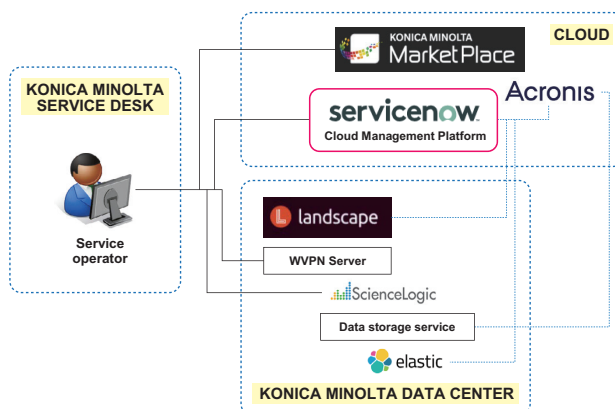 KONICA MINOLTA
SERVICE DESK
Service
operator
CLOUD
KONICA MINOLTA
MarketPlace
servicenow
Cloud Management Platform
Acronis
L landscape
WVPN Server
ScienceLogic
Data storage service
elastic
KONICA MINOLTA DATA CENTER